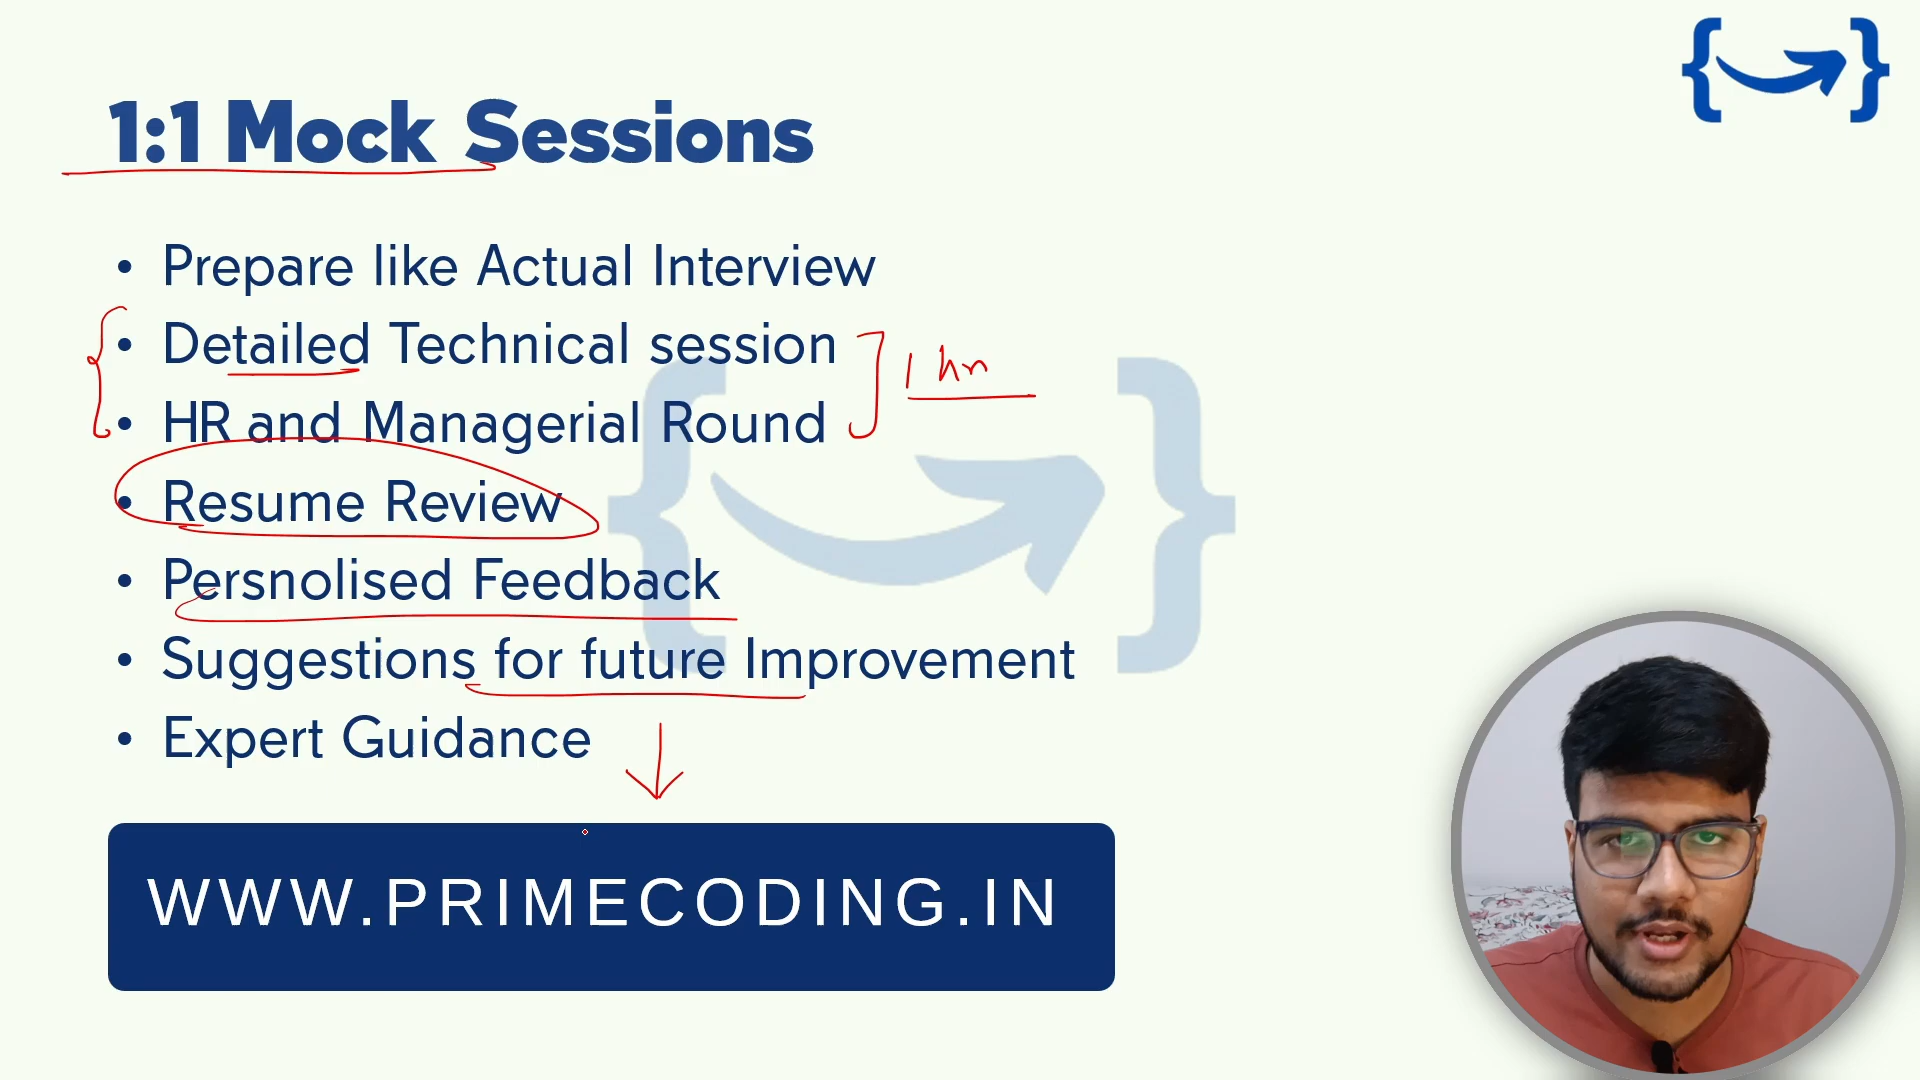 1:1 Mock Sessions
• Prepare like Actual Interview
• Detailed Technical session
1 hr
• HR and Managerial Round
• Resume Review
• Persnolised Feedback
• Suggestions for future Improvement
• Expert Guidance
WWW.PRIMECODING.IN